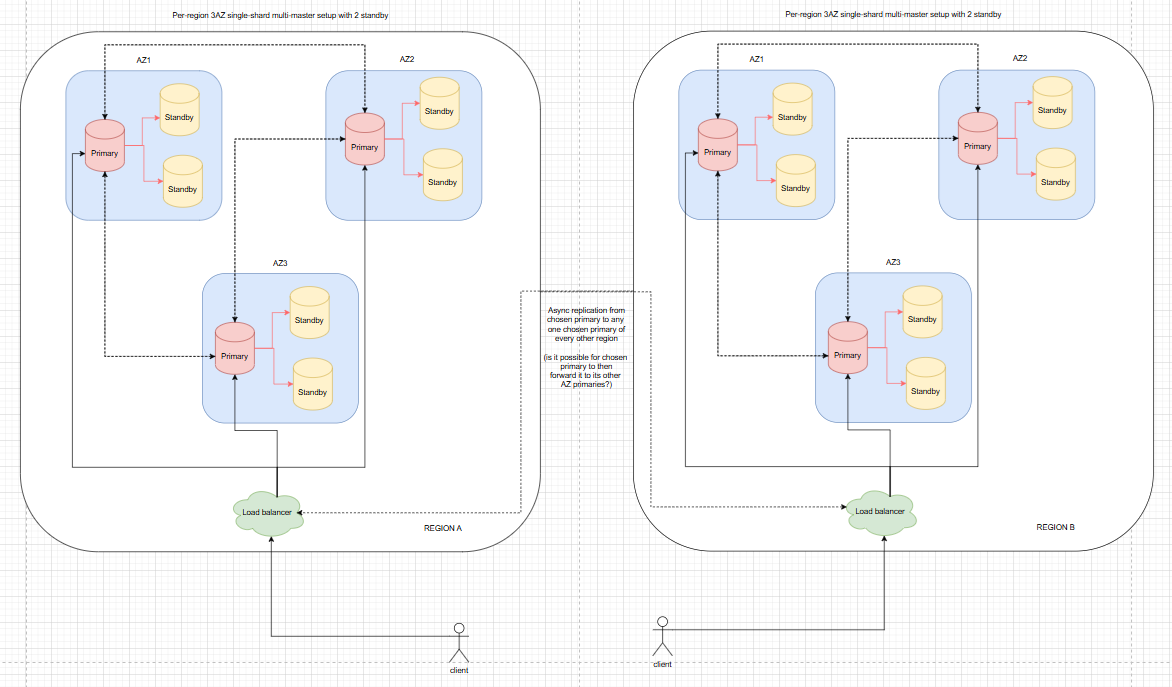 Per-region 3AZ single-shard multi-master setup with 2 standby
AZ1
AZ2
Standby
Standby
Primary
Primary
Standby
Standby
AZ3
Standby
Primary
Standby
Load balancer
REGION A
client
Async replication from
chosen primary to any
one chosen primary of
every other region
(is it possible for chosen
primary to then
forward it to its other
AZ primaries?)
Per-region 3AZ single-shard multi-master setup with 2 standby
AZ1
AZ2
Standby
Standby
Primary
Primary
Standby
Standby
AZ3
Standby
Primary
Standby
Load balancer
REGION B
client